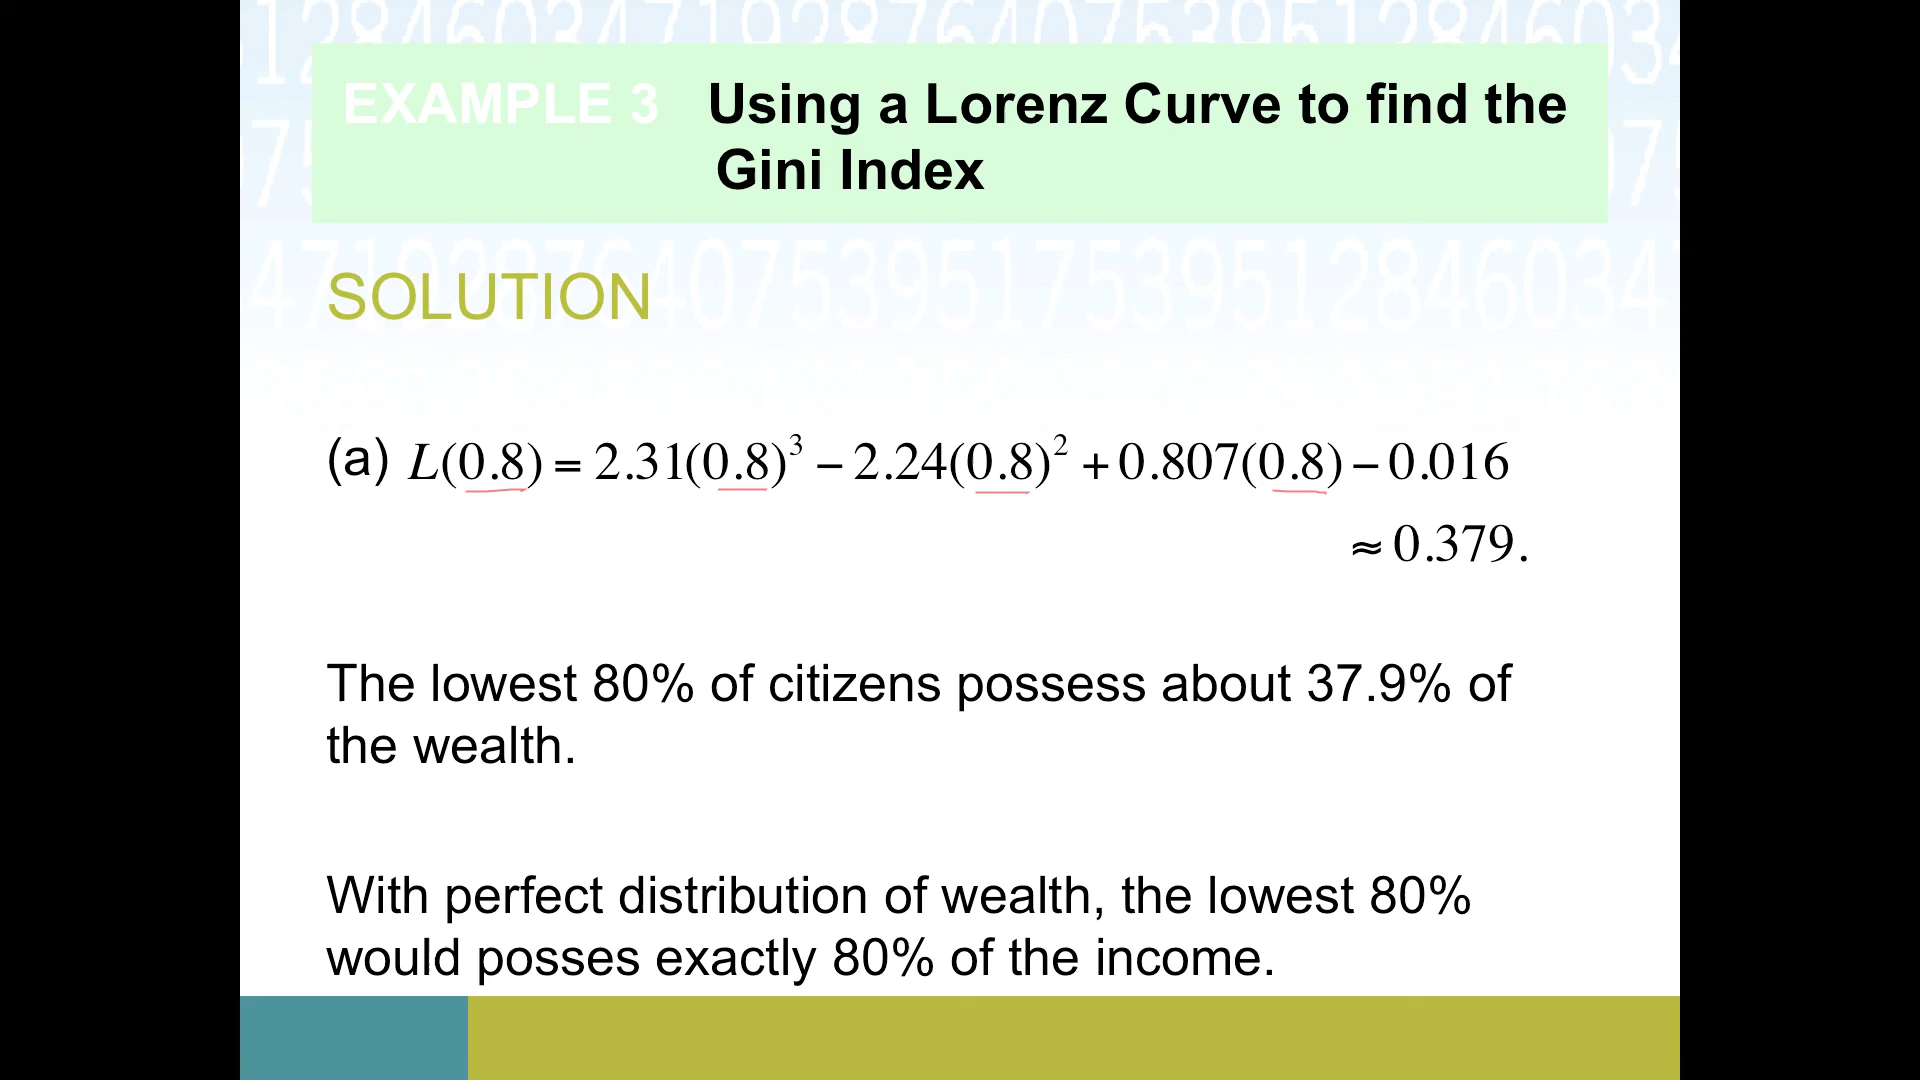 EXAMPLE 3 Using a Lorenz Curve to find the
Gini Index
SOLUTION
(a) L(0.8) = 2.31(0.8)³ − 2.24(0.8)² + 0.807(0.8) − 0.016
≈ 0.379.
The lowest 80% of citizens possess about 37.9% of
the wealth.
With perfect distribution of wealth, the lowest 80%
would posses exactly 80% of the income.